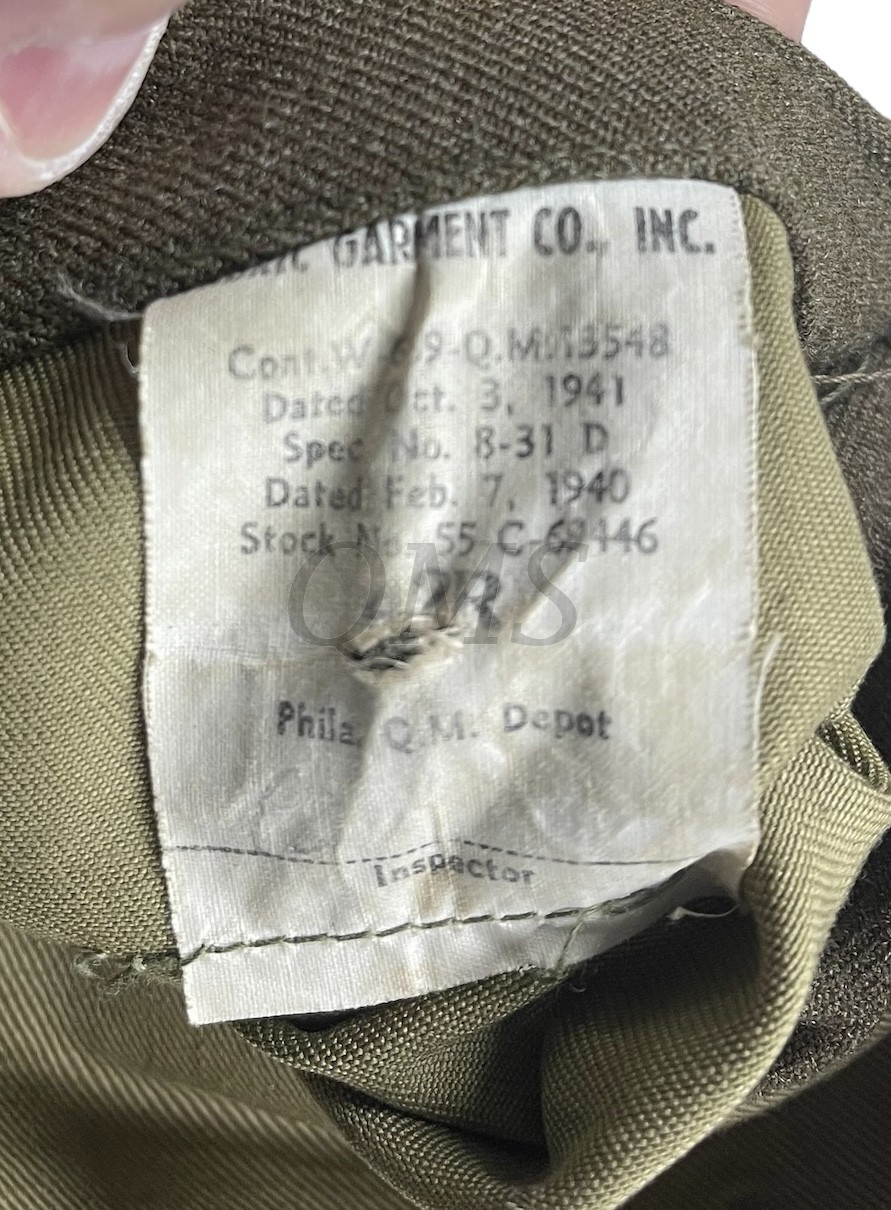 GARMENT CO., INC.
Dated Oct. 3, 1941
Spec No. 8-31 D
Dated Feb. 7, 1940
Stock No. 55 C-69446
QMS
Phila. Q.M. Depot
Inspector